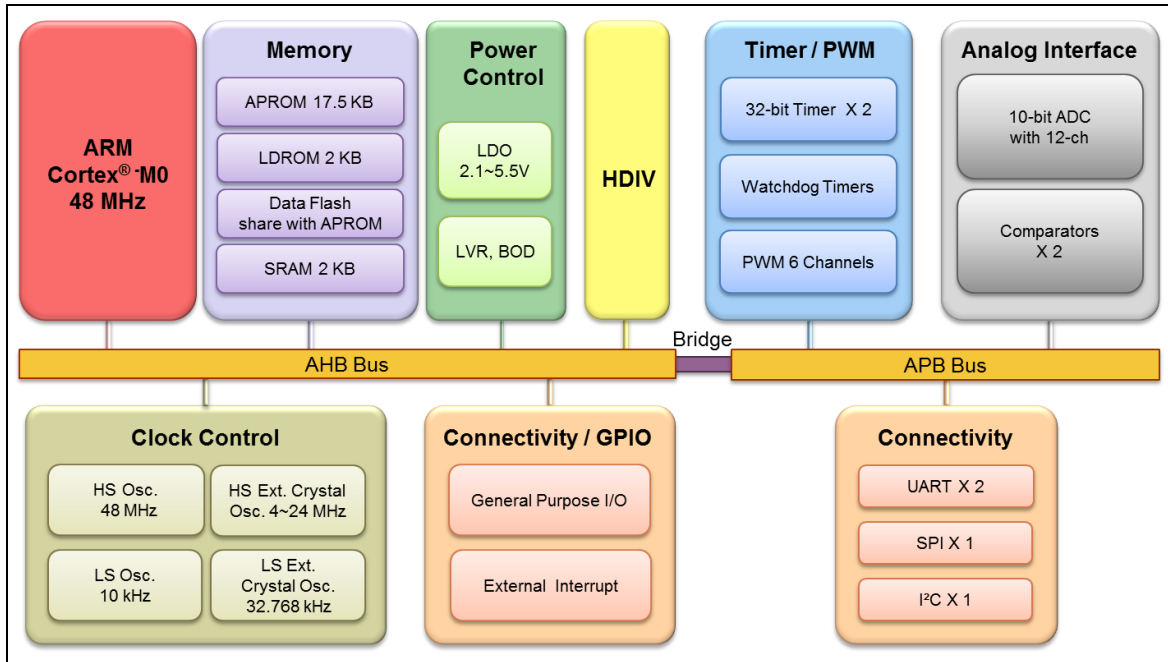 ARM
Cortex® -M0
48 MHz
Memory
APROM 17.5 KB
LDROM 2 KB
Data Flash
share with APROM
SRAM 2 KB
Power
Control
LDO
2.1~5.5V
LVR, BOD
HDIV
Timer / PWM
32-bit Timer X 2
Watchdog Timers
PWM 6 Channels
Analog Interface
10-bit ADC
with 12-ch
Comparators
X 2
AHB Bus
Bridge
APB Bus
Clock Control
HS Osc.
48 MHz
HS Ext. Crystal
Osc. 4~24 MHz
LS Osc.
10 kHz
LS Ext.
Crystal Osc.
32.768 kHz
Connectivity / GPIO
General Purpose I/O
External Interrupt
Connectivity
UART X 2
SPI X 1
I²C X 1